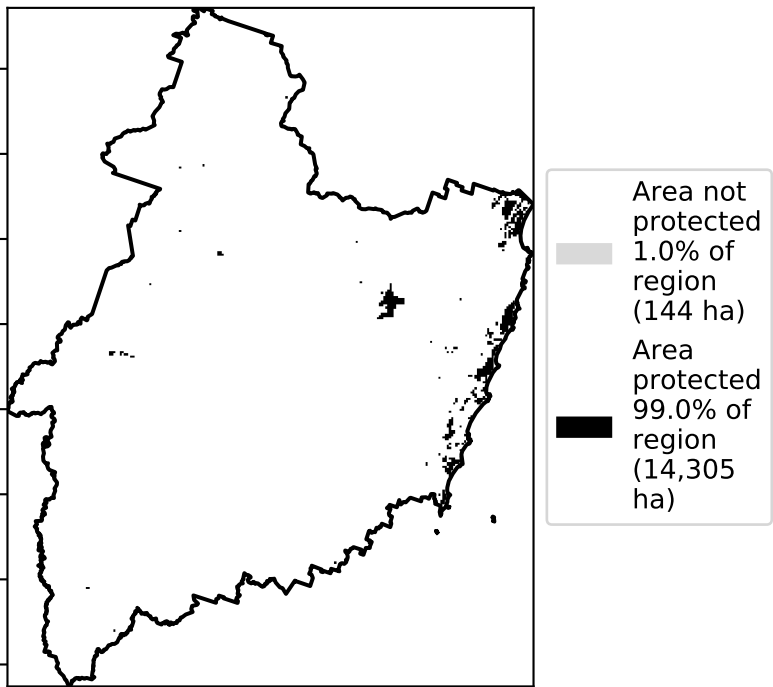 Area not
protected
1.0% of
region
(144 ha)
Area
protected
99.0% of
region
(14,305
ha)